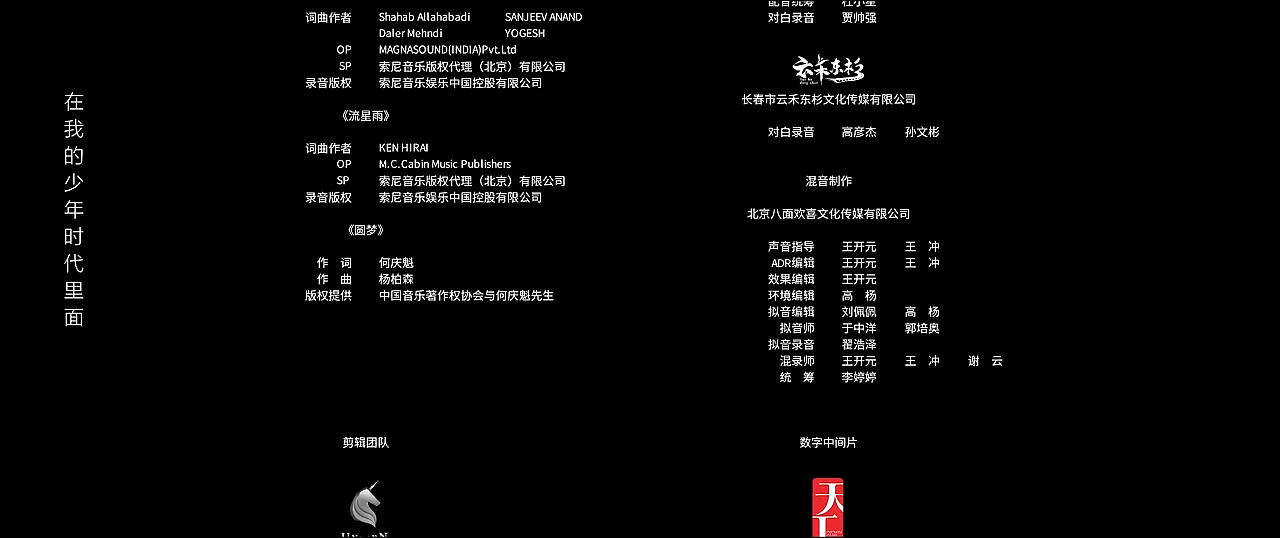 在我的少年时代里面
词曲作者 Shahab Allahabadi SANJEEV ANAND
Daler Mehndi YOGESH
OP MAGNASOUND(INDIA)Pvt.Ltd
SP 索尼音乐版权代理（北京）有限公司
录音版权 索尼音乐娱乐中国控股有限公司
《流星雨》
词曲作者 KEN HIRAI
OP M.C.Cabin Music Publishers
SP 索尼音乐版权代理（北京）有限公司
录音版权 索尼音乐娱乐中国控股有限公司
《圆梦》
作 词 何庆魁
作 曲 杨柏森
版权提供 中国音乐著作权协会与何庆魁先生
剪辑团队
配音统筹 杜小星
对白录音 贾帅强
云禾东杉
长春市云禾东杉文化传媒有限公司
对白录音 高彦杰 孙文彬
混音制作
北京八面欢喜文化传媒有限公司
声音指导 王开元 王 冲
ADR编辑 王开元 王 冲
效果编辑 王开元
环境编辑 高 杨
拟音编辑 刘佩佩 高 杨
拟音师 于中洋 郭培奥
拟音录音 翟浩泽
混录师 王开元 王 冲 谢 云
统 筹 李婷婷
数字中间片
天